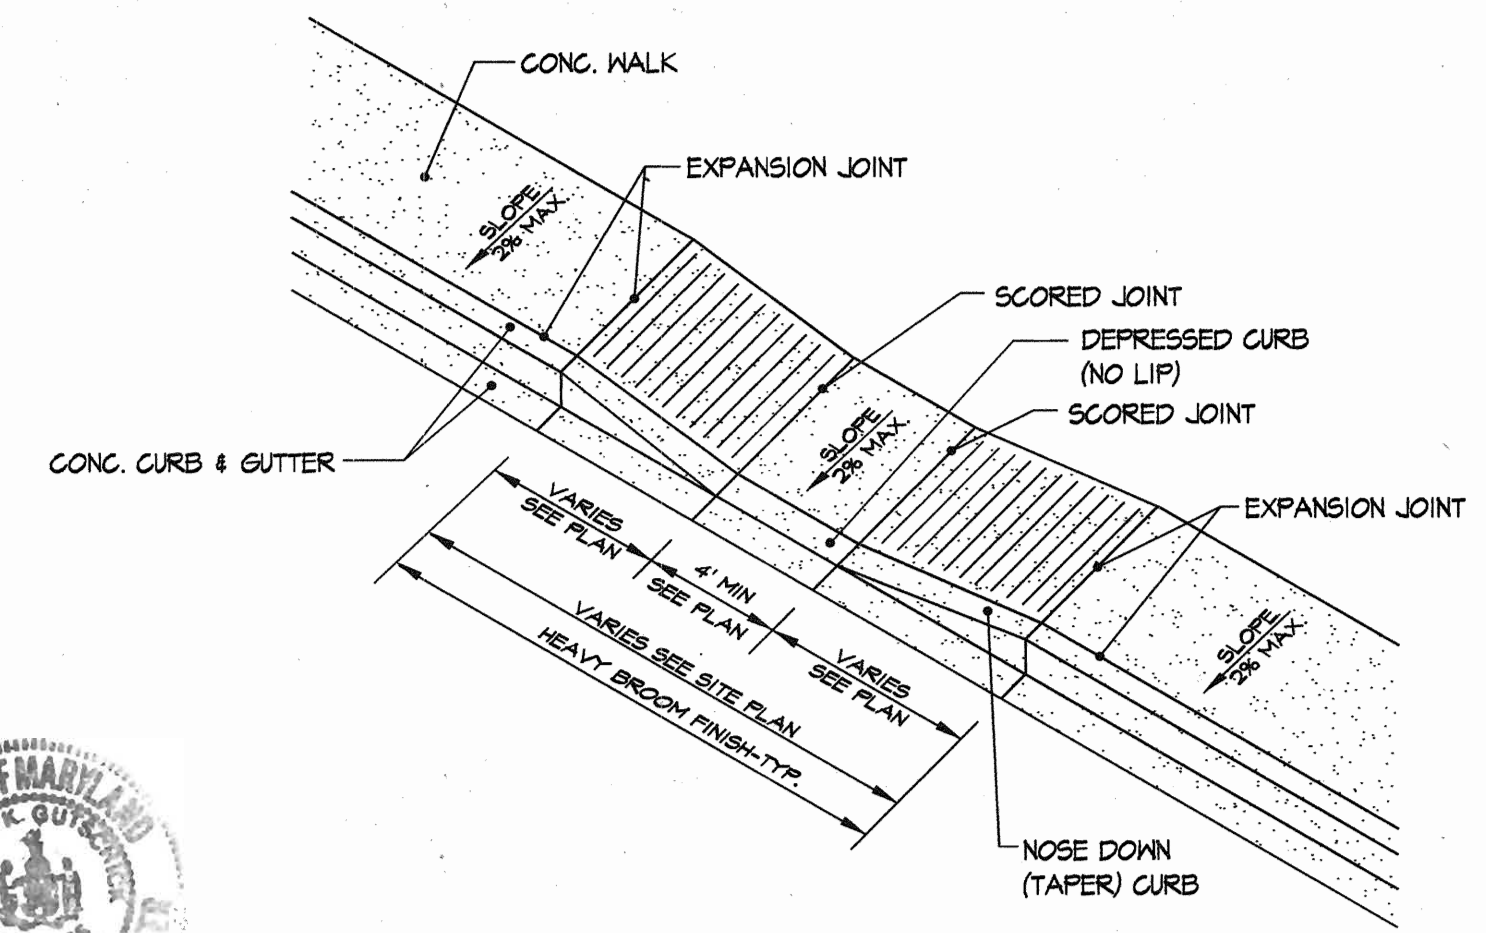 CONC. WALK
EXPANSION JOINT
SLOPE
2% MAX.
SCORED JOINT
DEPRESSED CURB
(NO LIP)
SCORED JOINT
SLOPE
2% MAX.
CONC. CURB & GUTTER
EXPANSION JOINT
VARIES
SEE PLAN
4' MIN
SEE PLAN
VARIES
SEE PLAN
SLOPE
2% MAX.
VARIES SEE SITE PLAN
HEAVY BROOM FINISH-TYP.
NOSE DOWN
(TAPER) CURB
F MARYLAND
K. GUTSCHICK